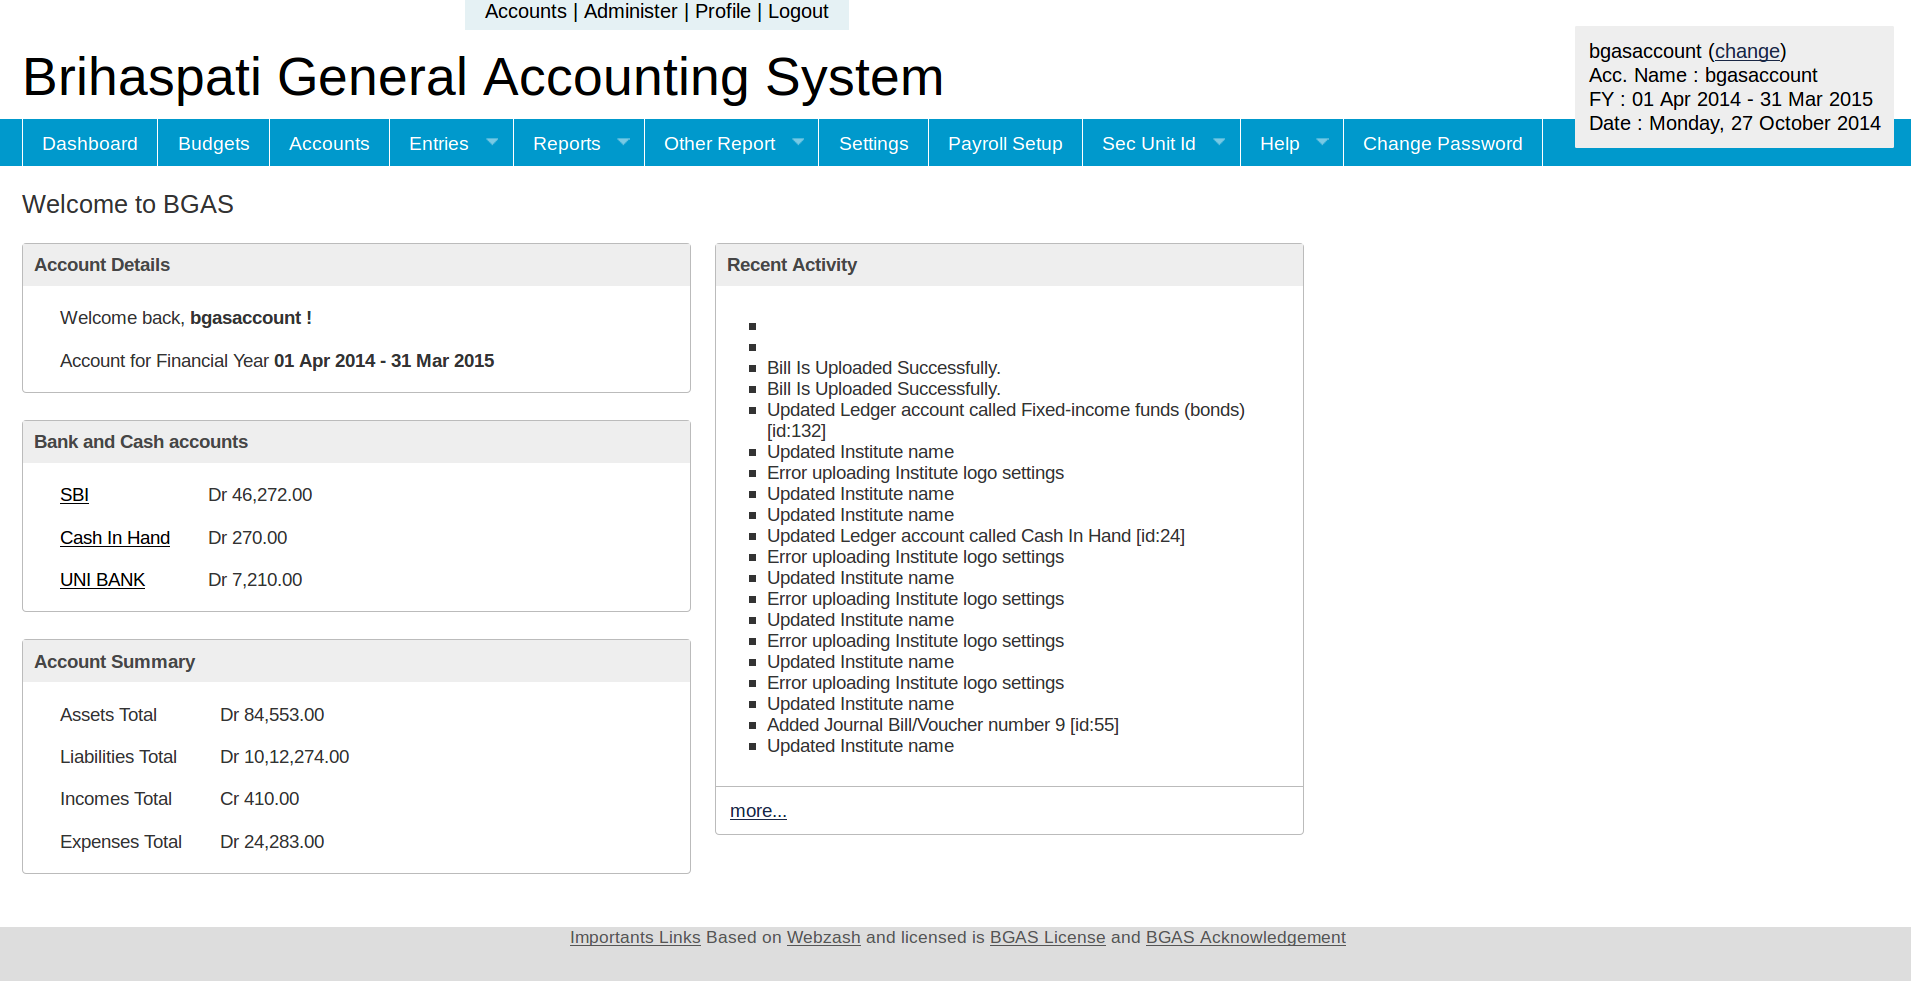 Accounts | Administer | Profile | Logout
Brihaspati General Accounting System
bgasaccount (change)
Acc. Name : bgasaccount
FY : 01 Apr 2014 - 31 Mar 2015
Date : Monday, 27 October 2014
Dashboard Budgets Accounts Entries Reports Other Report Settings Payroll Setup Sec Unit Id Help Change Password
Welcome to BGAS
Account Details
Welcome back, bgasaccount !
Account for Financial Year 01 Apr 2014 - 31 Mar 2015
Bank and Cash accounts
SBI Dr 46,272.00
Cash In Hand Dr 270.00
UNI BANK Dr 7,210.00
Account Summary
Assets Total Dr 84,553.00
Liabilities Total Dr 10,12,274.00
Incomes Total Cr 410.00
Expenses Total Dr 24,283.00
Recent Activity
Bill Is Uploaded Successfully.
Bill Is Uploaded Successfully.
Updated Ledger account called Fixed-income funds (bonds)
[id:132]
Updated Institute name
Error uploading Institute logo settings
Updated Institute name
Updated Institute name
Updated Ledger account called Cash In Hand [id:24]
Error uploading Institute logo settings
Updated Institute name
Error uploading Institute logo settings
Updated Institute name
Error uploading Institute logo settings
Updated Institute name
Error uploading Institute logo settings
Updated Institute name
Added Journal Bill/Voucher number 9 [id:55]
Updated Institute name
more...
Importants Links Based on Webzash and licensed is BGAS License and BGAS Acknowledgement